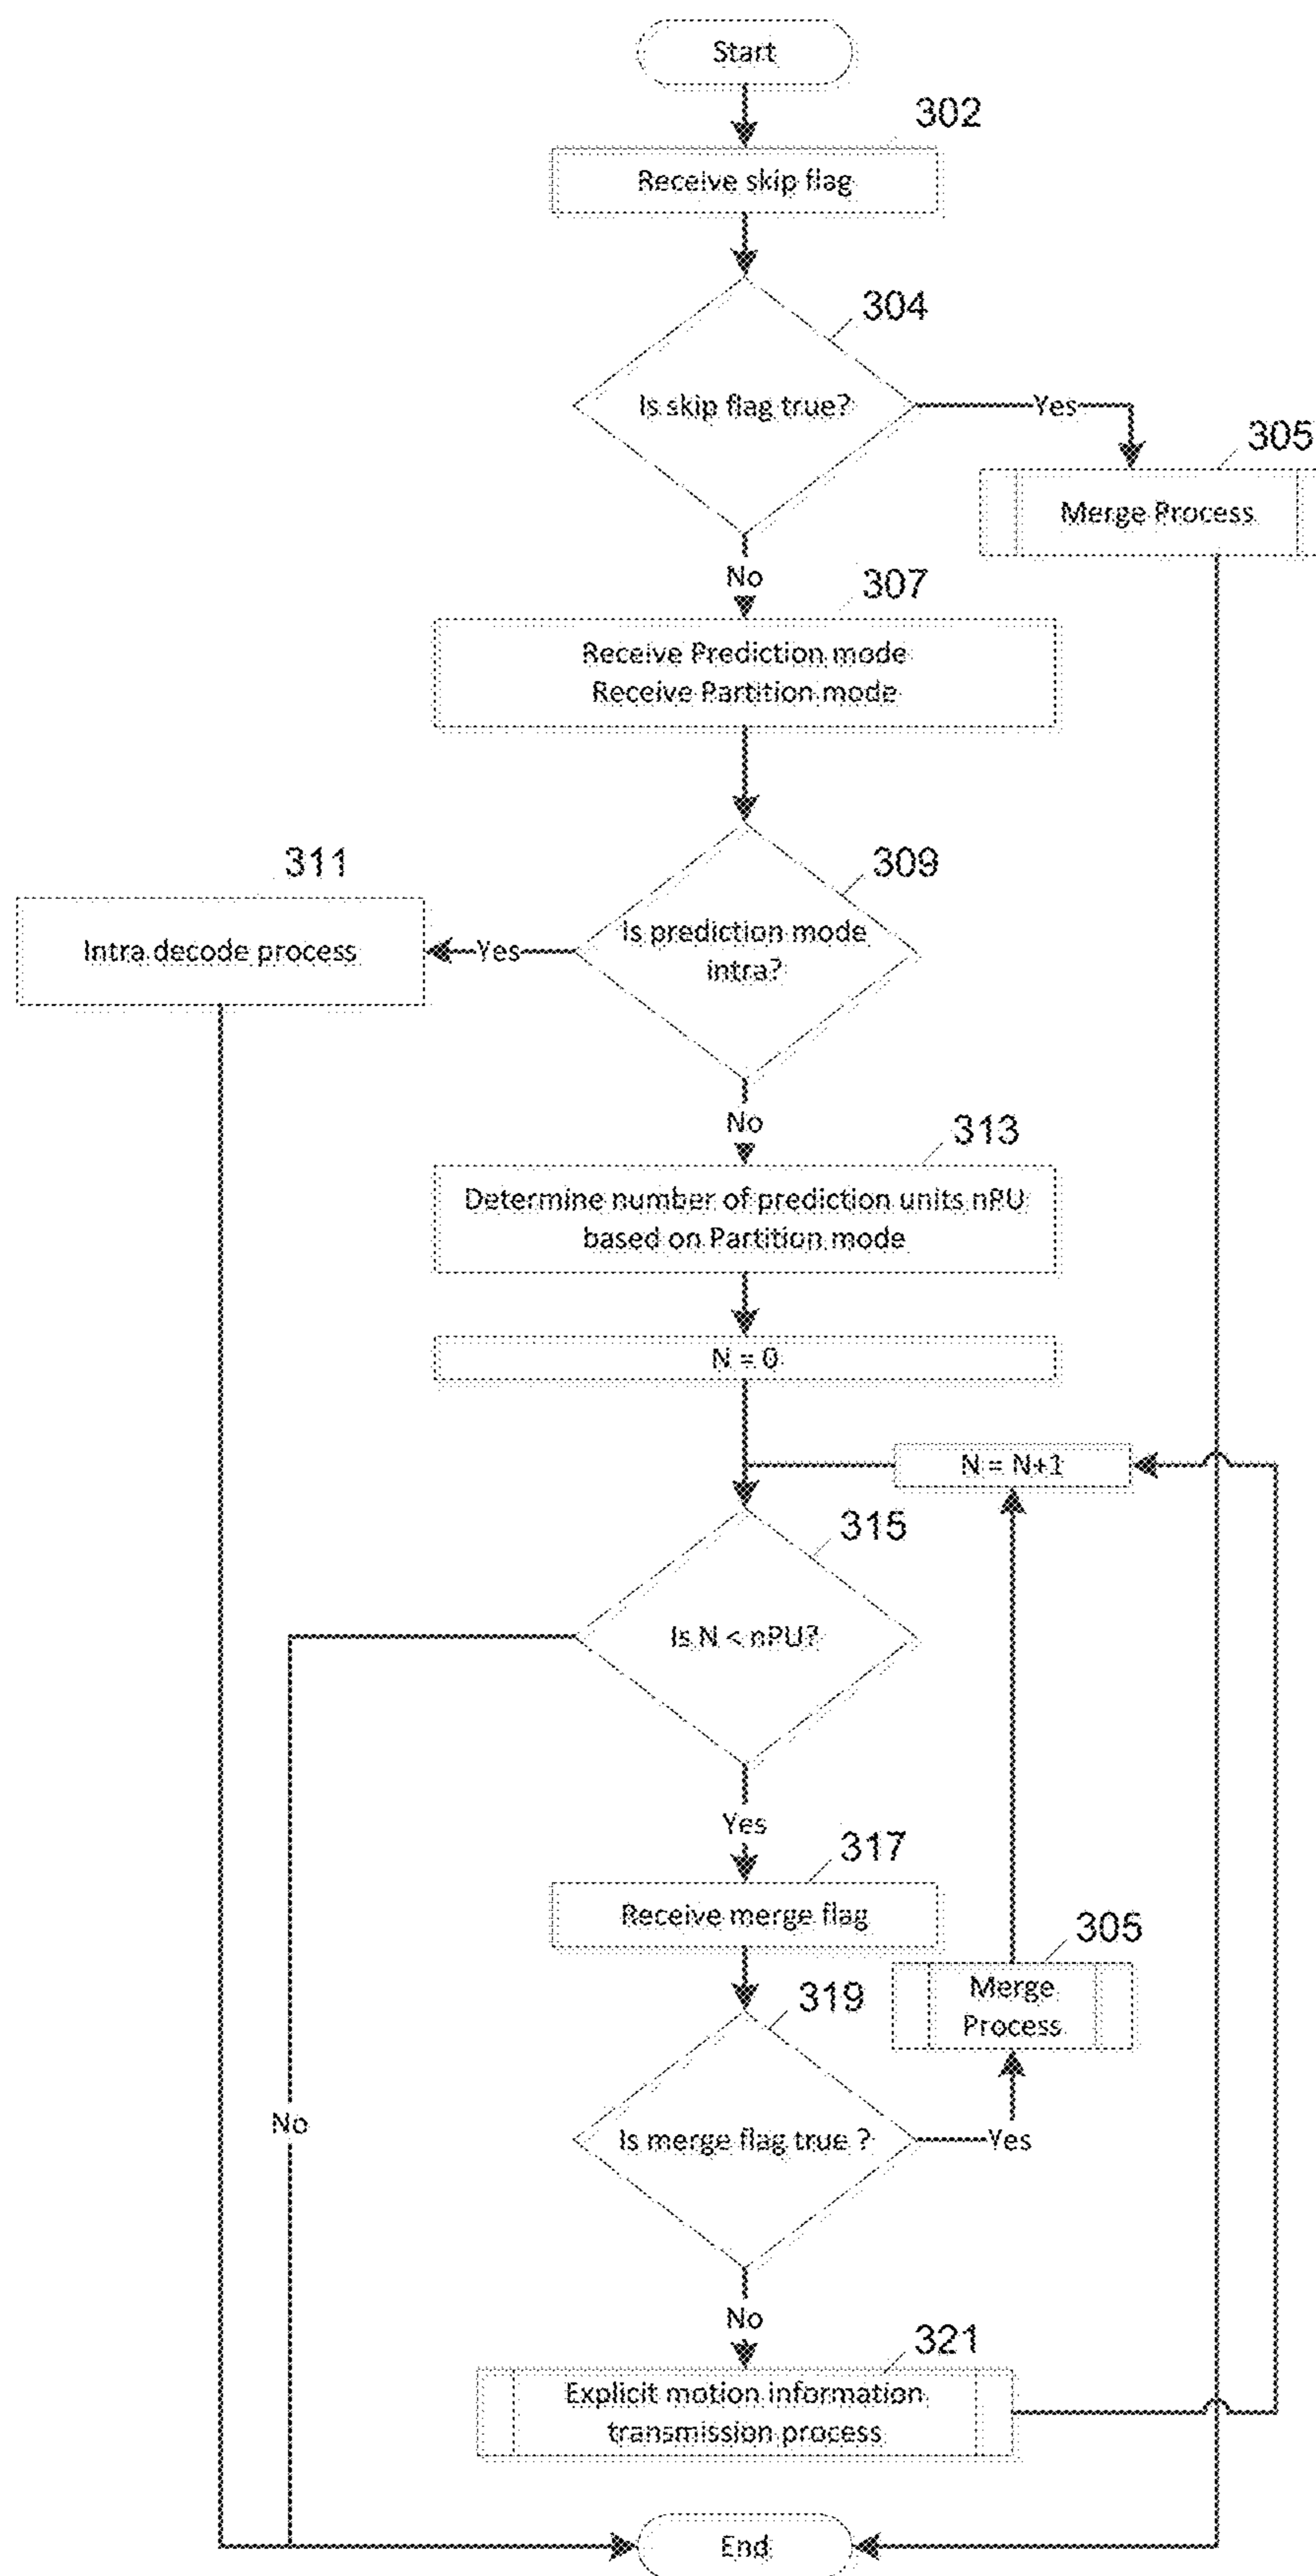 Start
302
Receive skip flag
304
Is skip flag true?
Yes
305
Merge Process
No
307
Receive Prediction mode
Receive Partition mode
309
311
Is prediction mode
intra?
Yes
Intra decode process
No
313
Determine number of prediction units nPU
based on Partition mode
N = 0
N = N+1
315
Is N < nPU?
Yes
317
Receive merge flag
305
Merge
Process
319
No
Is merge flag true ?
Yes
No
321
Explicit motion information
transmission process
End